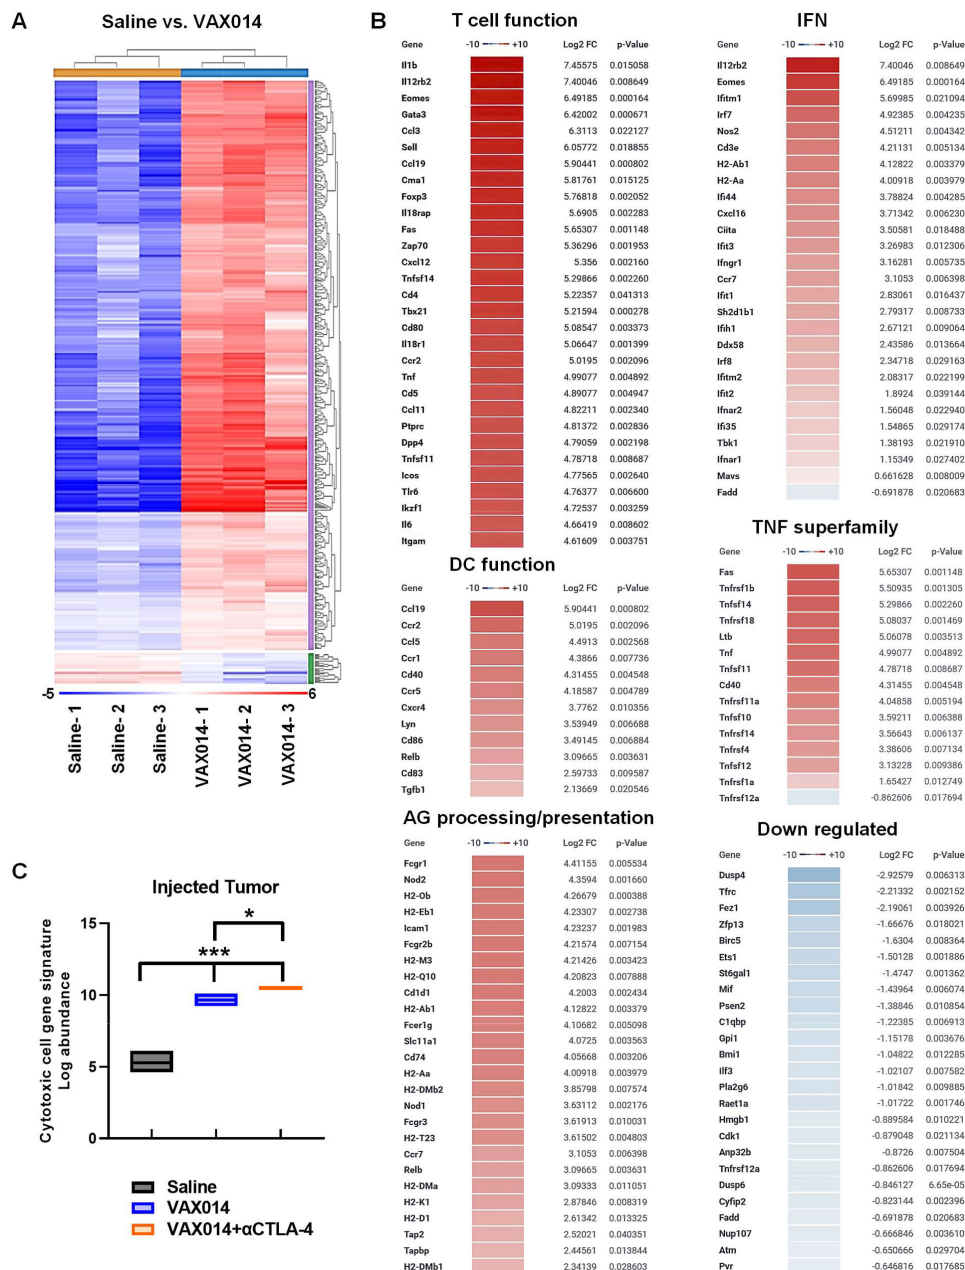 A
Saline vs. VAX014
-5
6
Saline- 1
Saline- 2
Saline- 3
VAX014- 1
VAX014- 2
VAX014- 3
B
T cell function
Gene -10 +10 Log2 FC p-Value
Il1b 7.45575 0.015058
Il12rb2 7.40046 0.008649
Eomes 6.49185 0.000164
Gata3 6.42002 0.000671
Ccl3 6.3113 0.022127
Sell 6.05772 0.018855
Ccl19 5.90441 0.000802
Cma1 5.81761 0.015125
Foxp3 5.76818 0.002052
Il18rap 5.6905 0.002283
Fas 5.65307 0.001148
Zap70 5.36296 0.001953
Cxcl12 5.356 0.002160
Tnfsf14 5.29866 0.002260
Cd4 5.22357 0.041313
Tbx21 5.21594 0.000278
Cd80 5.08547 0.003373
Il18r1 5.06647 0.001399
Ccr2 5.0195 0.002096
Tnf 4.99077 0.004892
Cd5 4.89077 0.004947
Ccl11 4.82211 0.002340
Ptprc 4.81372 0.002836
Dpp4 4.79059 0.002198
Tnfsf11 4.78718 0.008687
Icos 4.77565 0.002640
Tlr6 4.76377 0.006600
Ikzf1 4.72537 0.003259
Il6 4.66419 0.008602
Itgam 4.61609 0.003751
DC function
Gene -10 +10 Log2 FC p-Value
Ccl19 5.90441 0.000802
Ccr2 5.0195 0.002096
Ccl5 4.4913 0.002568
Ccr1 4.3866 0.007736
Cd40 4.31455 0.004548
Ccr5 4.18587 0.004789
Cxcr4 3.7762 0.010356
Lyn 3.53949 0.006688
Cd86 3.49145 0.006884
Relb 3.09665 0.003631
Cd83 2.59733 0.009587
Tgfb1 2.13669 0.020546
AG processing/presentation
Gene -10 +10 Log2 FC p-Value
Fcgr1 4.41155 0.005534
Nod2 4.3594 0.001660
H2-Ob 4.26679 0.000388
H2-Eb1 4.23307 0.002738
Icam1 4.23237 0.001983
Fcgr2b 4.21574 0.007154
H2-M3 4.21426 0.003423
H2-Q10 4.20823 0.007888
Cd1d1 4.2003 0.002434
H2-Ab1 4.12822 0.003379
Fcer1g 4.10682 0.005098
Slc11a1 4.0725 0.003563
Cd74 4.05668 0.003206
H2-Aa 4.00918 0.003979
H2-DMb2 3.85798 0.007574
Nod1 3.63112 0.002176
Fcgr3 3.61913 0.010031
H2-T23 3.61502 0.004803
Ccr7 3.1053 0.006398
Relb 3.09665 0.003631
H2-DMa 3.09333 0.011051
H2-K1 2.87846 0.008319
H2-D1 2.61342 0.013325
Tap2 2.52021 0.040351
Tapbp 2.44561 0.013844
H2-DMb1 2.34139 0.028603
IFN
Gene -10 +10 Log2 FC p-Value
Il12rb2 7.40046 0.008649
Eomes 6.49185 0.000164
Ifitm1 5.69985 0.021094
Irf7 4.92385 0.004235
Nos2 4.51211 0.004342
Cd3e 4.21131 0.005134
H2-Ab1 4.12822 0.003379
H2-Aa 4.00918 0.003979
Ifi44 3.78824 0.004285
Cxcl16 3.71342 0.006230
Ciita 3.50581 0.018488
Ifit3 3.26983 0.012306
Ifngr1 3.16281 0.005735
Ccr7 3.1053 0.006398
Ifit1 2.83061 0.016437
Sh2d1b1 2.79317 0.008733
Ifih1 2.67121 0.009064
Ddx58 2.43586 0.013664
Irf8 2.34718 0.029163
Ifitm2 2.08317 0.022199
Ifit2 1.8924 0.039144
Ifnar2 1.56048 0.022940
Ifi35 1.54865 0.029174
Tbk1 1.38193 0.021910
Ifnar1 1.15349 0.027402
Mavs 0.661628 0.008009
Fadd -0.691878 0.020683
TNF superfamily
Gene -10 +10 Log2 FC p-Value
Fas 5.65307 0.001148
Tnfrsf1b 5.50935 0.001305
Tnfsf14 5.29866 0.002260
Tnfrsf18 5.08037 0.001469
Ltb 5.06078 0.003513
Tnf 4.99077 0.004892
Tnfsf11 4.78718 0.008687
Cd40 4.31455 0.004548
Tnfrsf11a 4.04858 0.005194
Tnfsf10 3.59211 0.006388
Tnfrsf14 3.56643 0.006137
Tnfrsf4 3.38606 0.007134
Tnfsf12 3.13228 0.009386
Tnfrsf1a 1.65427 0.012749
Tnfrsf12a -0.862606 0.017694
Down regulated
Gene -10 +10 Log2 FC p-Value
Dusp4 -2.92579 0.006313
Tfrc -2.21332 0.002152
Fez1 -2.19061 0.003926
Zfp13 -1.66676 0.018021
Birc5 -1.6304 0.008364
Ets1 -1.50128 0.001886
St6gal1 -1.4747 0.001362
Mif -1.43964 0.006074
Psen2 -1.38846 0.010854
C1qbp -1.22385 0.006913
Gpi1 -1.15178 0.003676
Bmi1 -1.04822 0.012285
Ilf3 -1.02107 0.007582
Pla2g6 -1.01842 0.009885
Raet1a -1.01722 0.001746
Hmgb1 -0.889584 0.010221
Cdk1 -0.879048 0.021134
Anp32b -0.8726 0.007504
Tnfrsf12a -0.862606 0.017694
Dusp6 -0.846127 6.65e-05
Cyfip2 -0.823144 0.002396
Fadd -0.691878 0.020683
Nup107 -0.666846 0.003610
Atm -0.650666 0.029704
Pvr -0.646816 0.017685
C
Injected Tumor
Cytotoxic cell gene signature
Log abundance
15
10
5
0
*
***
Saline
VAX014
VAX014+αCTLA-4